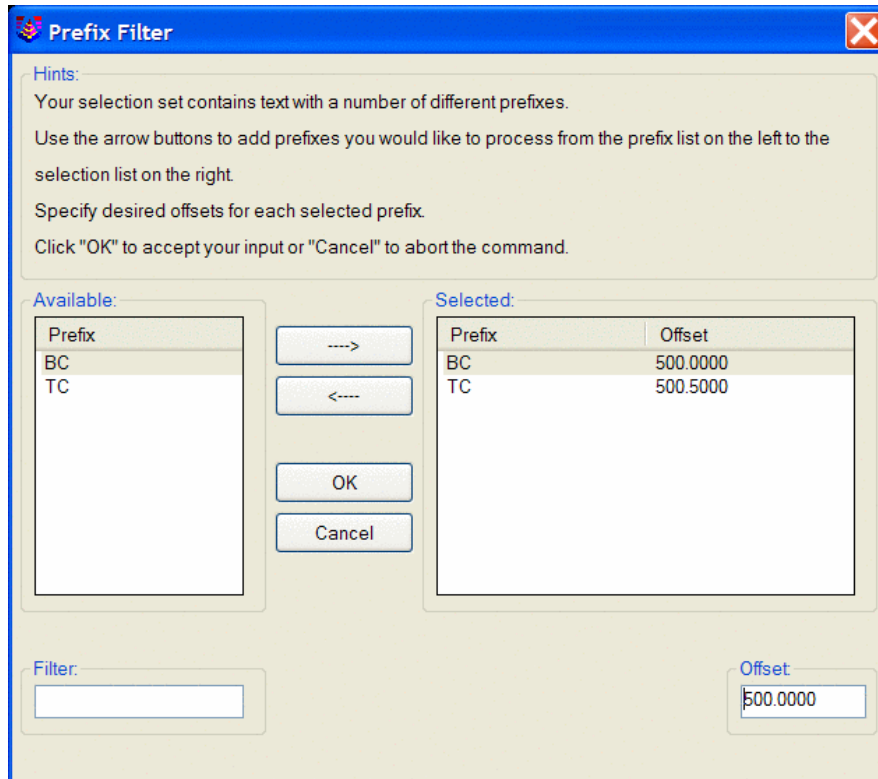 Prefix Filter
Hints:
Your selection set contains text with a number of different prefixes.
Use the arrow buttons to add prefixes you would like to process from the prefix list on the left to the
selection list on the right.
Specify desired offsets for each selected prefix.
Click "OK" to accept your input or "Cancel" to abort the command.
Available:
Prefix
BC
TC
---->
<----
OK
Cancel
Selected:
Prefix Offset
BC 500.0000
TC 500.5000
Filter:
Offset:
500.0000